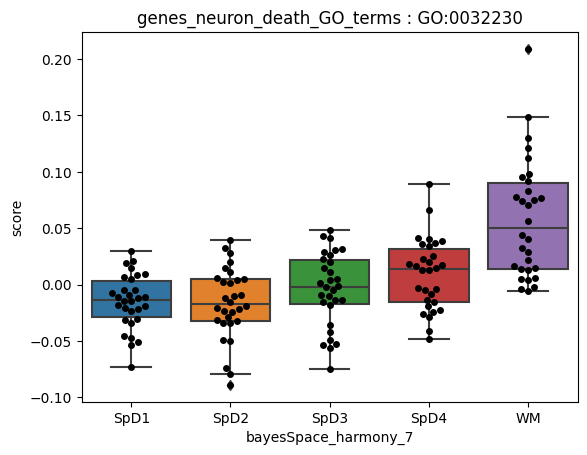 genes_neuron_death_GO_terms : GO:0032230
score
0.20
0.15
0.10
0.05
0.00
−0.05
−0.10
SpD1 SpD2 SpD3 SpD4 WM
bayesSpace_harmony_7